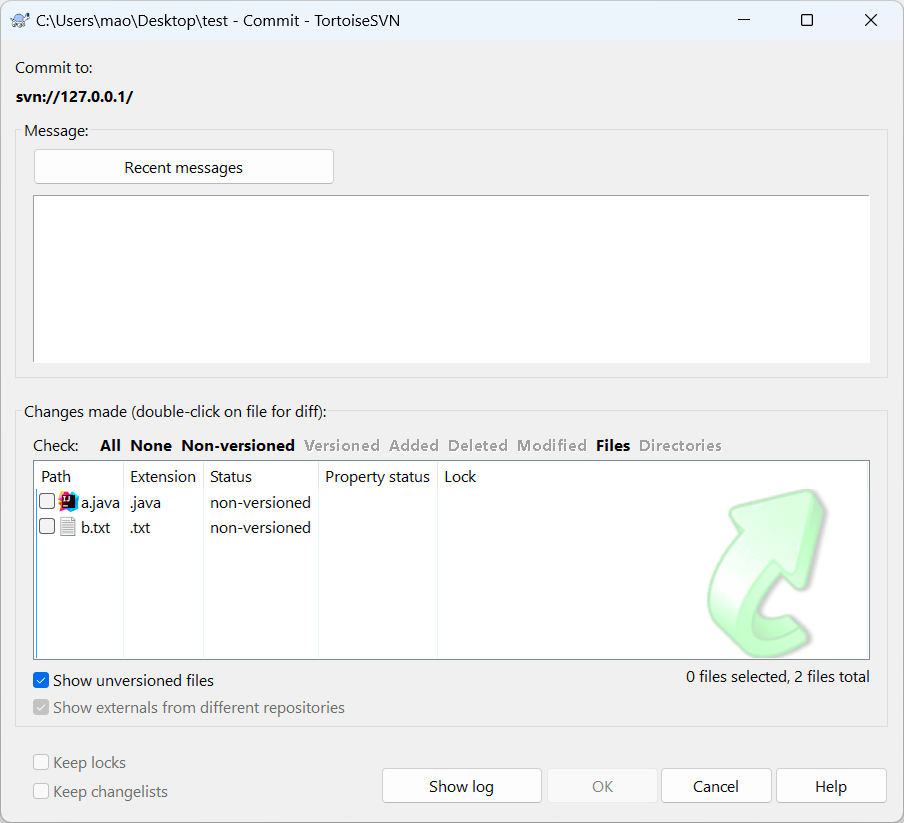 C:\Users\mao\Desktop\test - Commit - TortoiseSVN
Commit to:
svn://127.0.0.1/
Message:
Recent messages
Changes made (double-click on file for diff):
Check: All None Non-versioned Versioned Added Deleted Modified Files Directories
Path Extension Status Property status Lock
a.java .java non-versioned
b.txt .txt non-versioned
Show unversioned files 0 files selected, 2 files total
Show externals from different repositories
Keep locks
Keep changelists
Show log OK Cancel Help